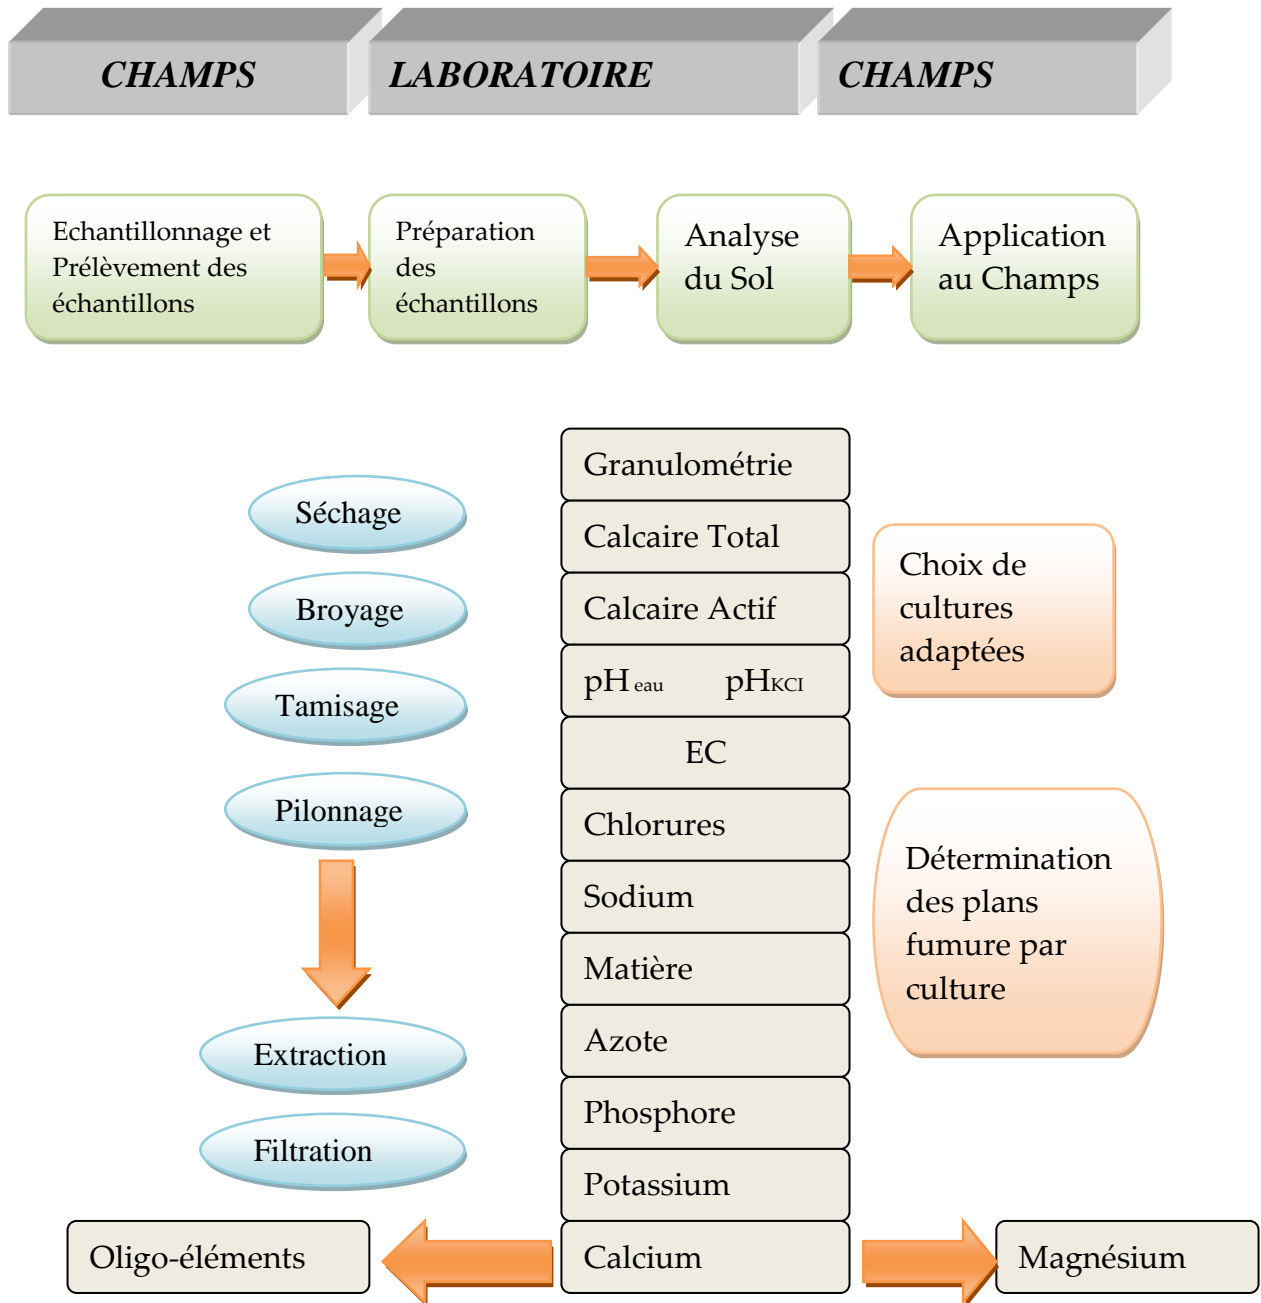 CHAMPS
LABORATOIRE
CHAMPS
Echantillonnage et
Prélèvement des
échantillons
Préparation
des
échantillons
Analyse
du Sol
Application
au Champs
Séchage
Broyage
Tamisage
Pilonnage
Extraction
Filtration
Granulométrie
Calcaire Total
Calcaire Actif
pH eau pHKCI
EC
Chlorures
Sodium
Matière
Azote
Phosphore
Potassium
Calcium
Choix de
cultures
adaptées
Détermination
des plans
fumure par
culture
Oligo-éléments
Magnésium